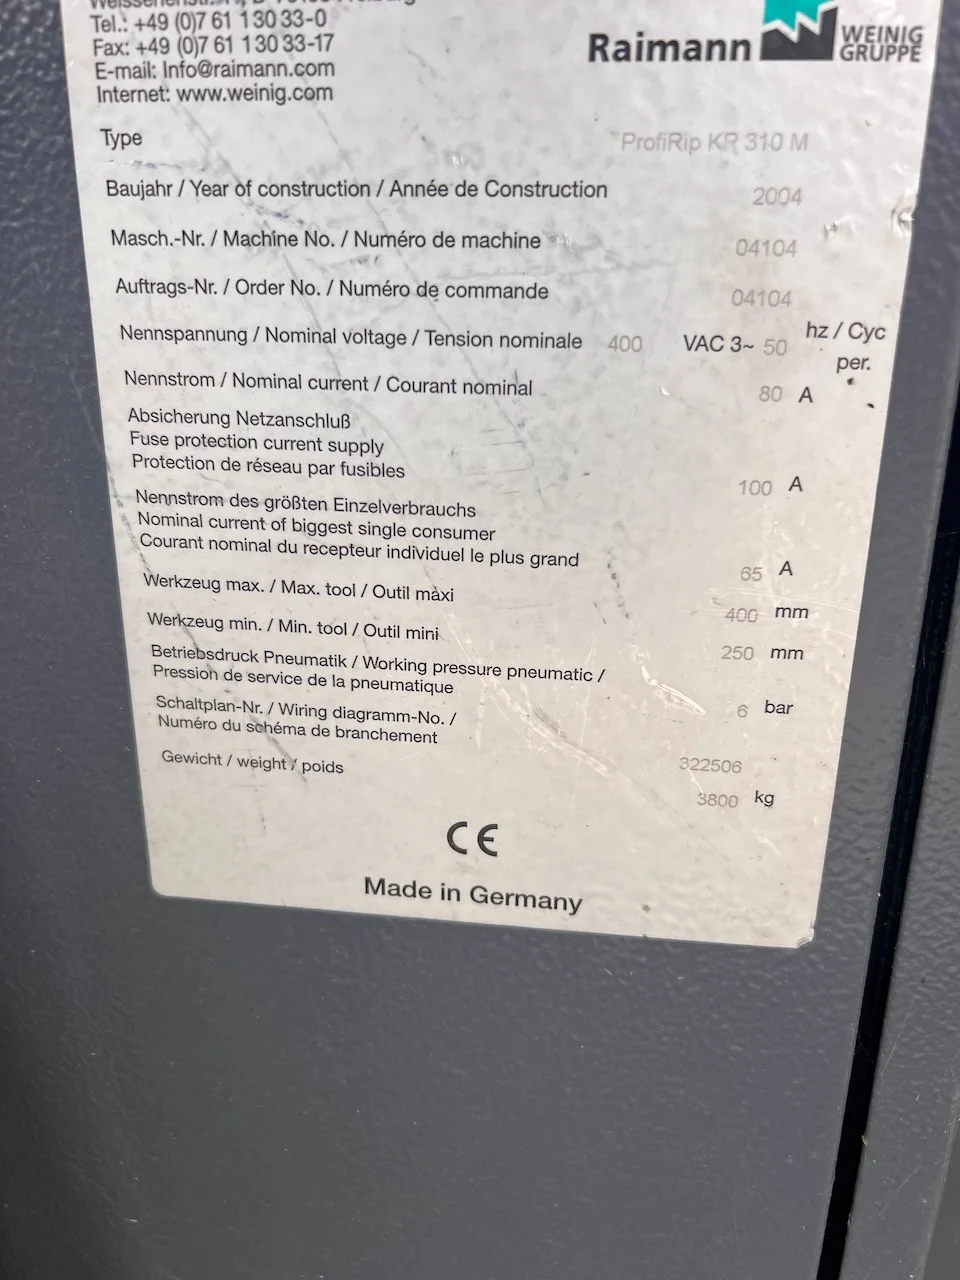 Tel.: +49 (0)7 61 1 30 33-0
Fax: +49 (0)7 61 1 30 33-17
E-mail: Info@raimann.com
Internet: www.weinig.com
Raimann WEINIG
GRUPPE
Type ProfiRip KR 310 M
Baujahr / Year of construction / Année de Construction 2004
Masch.-Nr. / Machine No. / Numéro de machine 04104
Auftrags-Nr. / Order No. / Numéro de commande 04104
Nennspannung / Nominal voltage / Tension nominale 400 VAC 3~ 50 hz / Cyc
per.
Nennstrom / Nominal current / Courant nominal 80 A
Absicherung Netzanschluß
Fuse protection current supply
Protection de réseau par fusibles 100 A
Nennstrom des größten Einzelverbrauchs
Nominal current of biggest single consumer
Courant nominal du recepteur individuel le plus grand 65 A
Werkzeug max. / Max. tool / Outil maxi 400 mm
Werkzeug min. / Min. tool / Outil mini 250 mm
Betriebsdruck Pneumatik / Working pressure pneumatic /
Pression de service de la pneumatique 6 bar
Schaltplan-Nr. / Wiring diagramm-No. /
Numéro du schéma de branchement 322506
Gewicht / weight / poids 3800 kg
CE
Made in Germany